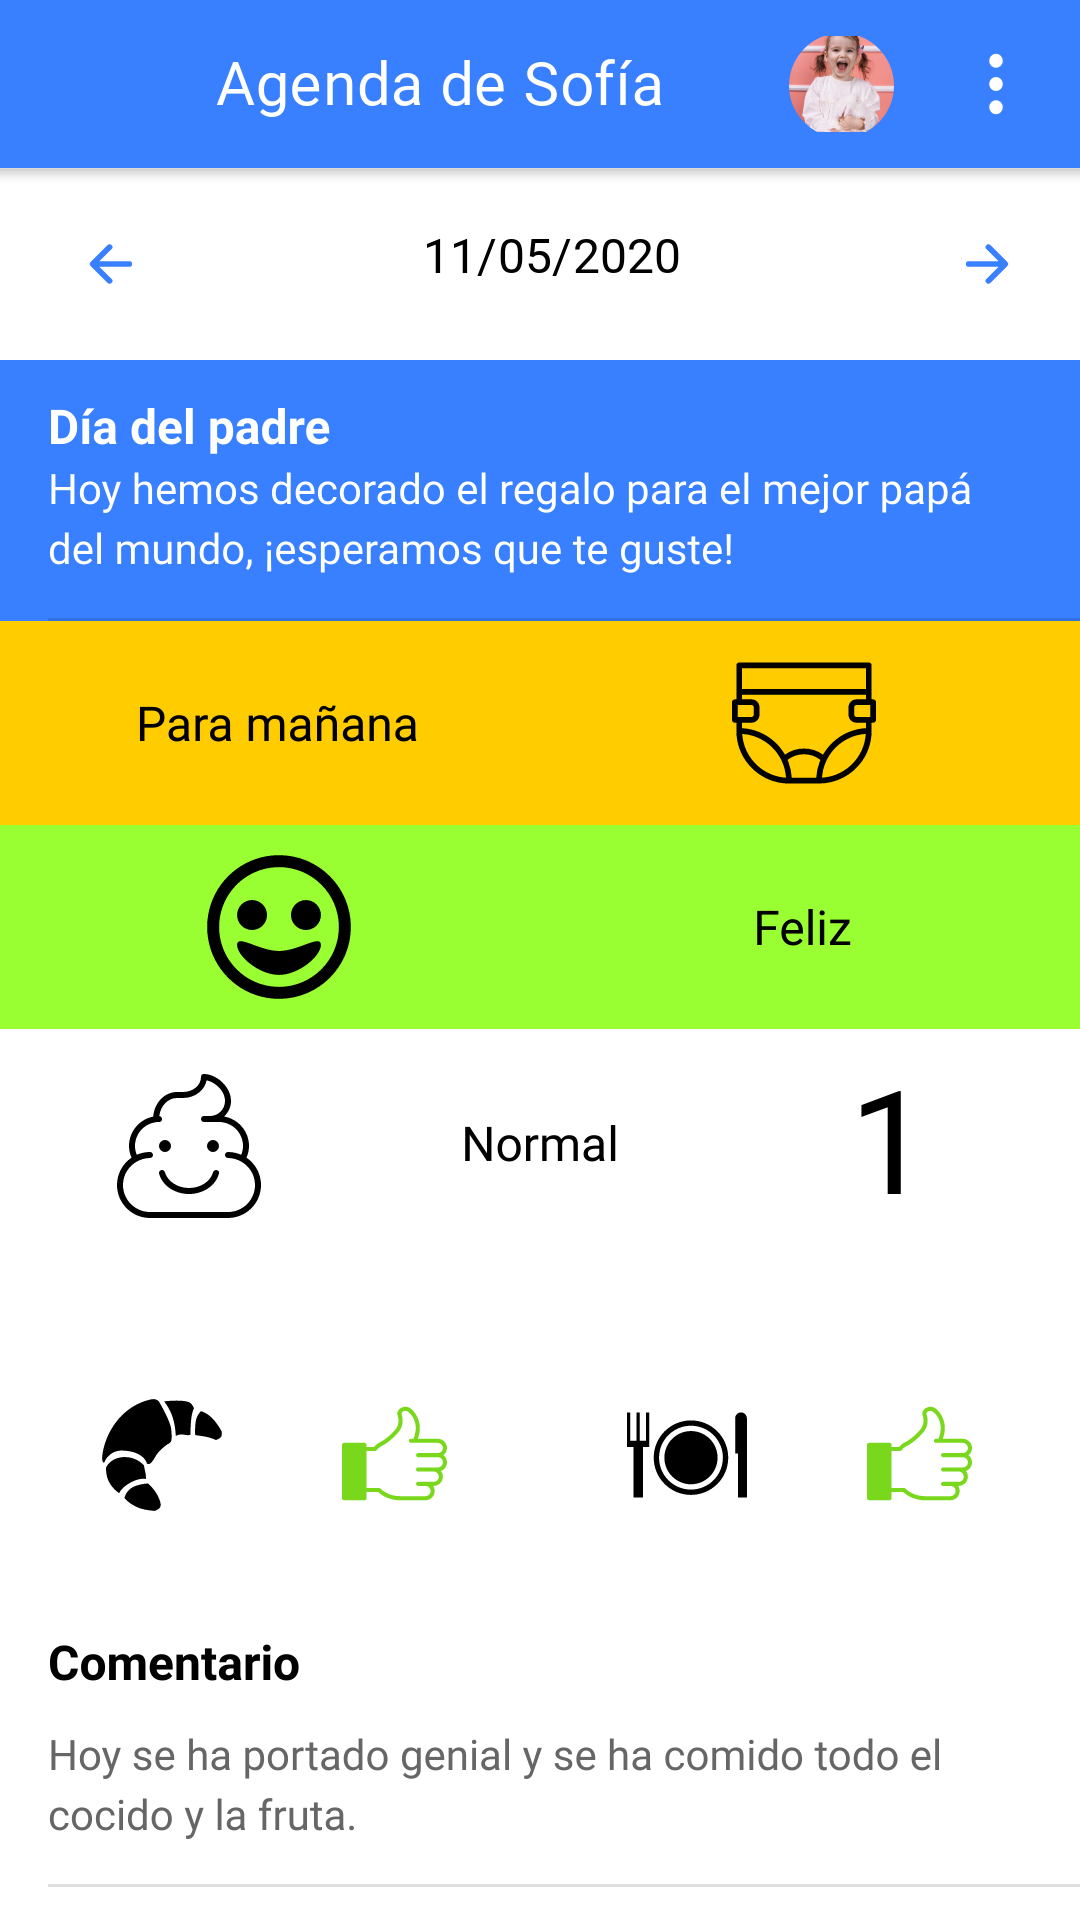 Agenda de Sofía
11/05/2020
Día del padre
Hoy hemos decorado el regalo para el mejor papá
del mundo, ¡esperamos que te guste!
Para mañana
Feliz
Normal
1
Comentario
Hoy se ha portado genial y se ha comido todo el
cocido y la fruta.